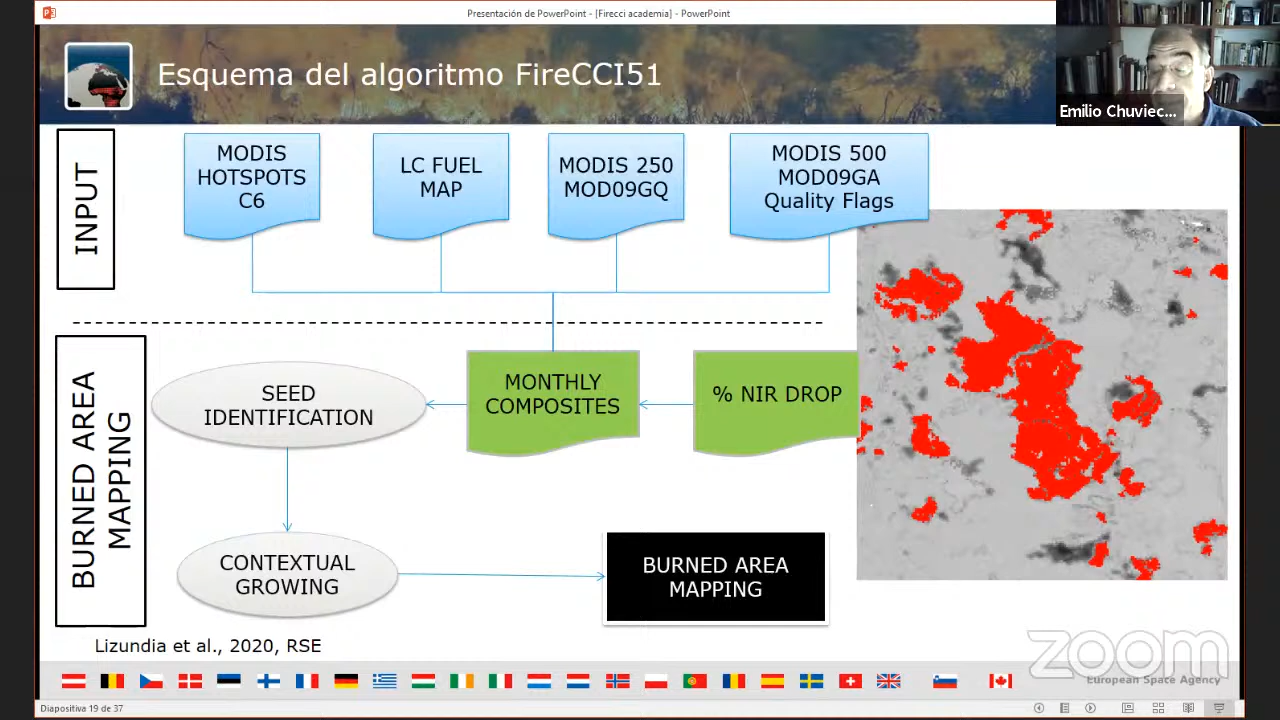 Presentación de PowerPoint - [Firecci academia] - PowerPoint
Esquema del algoritmo FireCCI51
Emilio Chuviec...
INPUT
MODIS
HOTSPOTS
C6
LC FUEL
MAP
MODIS 250
MOD09GQ
MODIS 500
MOD09GA
Quality Flags
BURNED AREA
MAPPING
SEED
IDENTIFICATION
MONTHLY
COMPOSITES
% NIR DROP
CONTEXTUAL
GROWING
BURNED AREA
MAPPING
Lizundia et al., 2020, RSE
zoom
European Space Agency
Diapositiva 19 de 37